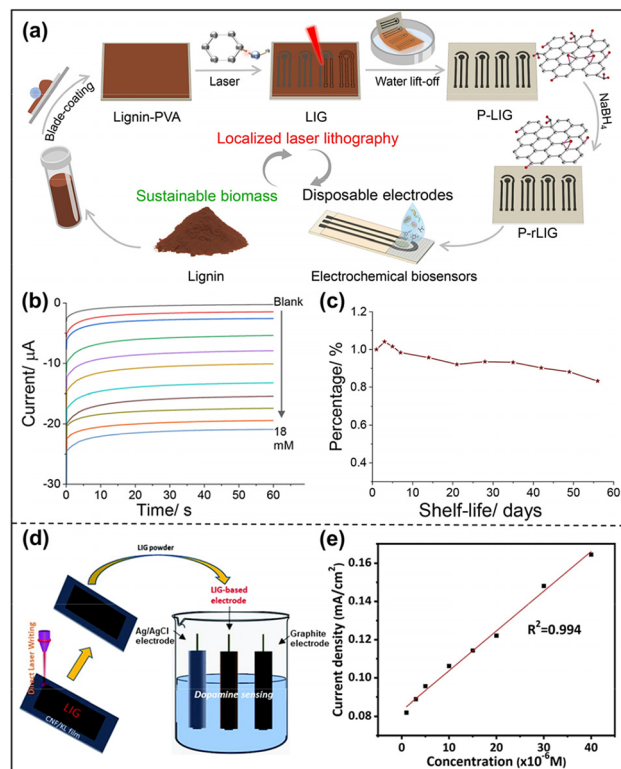 (a)
Blade-coating
Lignin-PVA
Laser
LIG
Water lift-off
P-LIG
NaBH4
Localized laser lithography
P-rLIG
Sustainable biomass
Disposable electrodes
Lignin
Electrochemical biosensors
(b)
Current/ μA
0
-10
-20
-30
Blank
18
mM
0 10 20 30 40 50 60
Time/ s
(c)
Percentage/ %
1.2
1.0
0.8
0.6
0.4
0 10 20 30 40 50 60
Shelf-life/ days
(d)
LIG powder
LIG-based
electrode
Ag/AgCl
electrode
Graphite
electrode
Direct Laser Writing
LIG
CNF/KL film
Dopamine sensing
(e)
Current density (mA/cm²)
0.16
0.14
0.12
0.10
0.08
R²=0.994
0 10 20 30 40
Concentration (x10⁻⁶M)